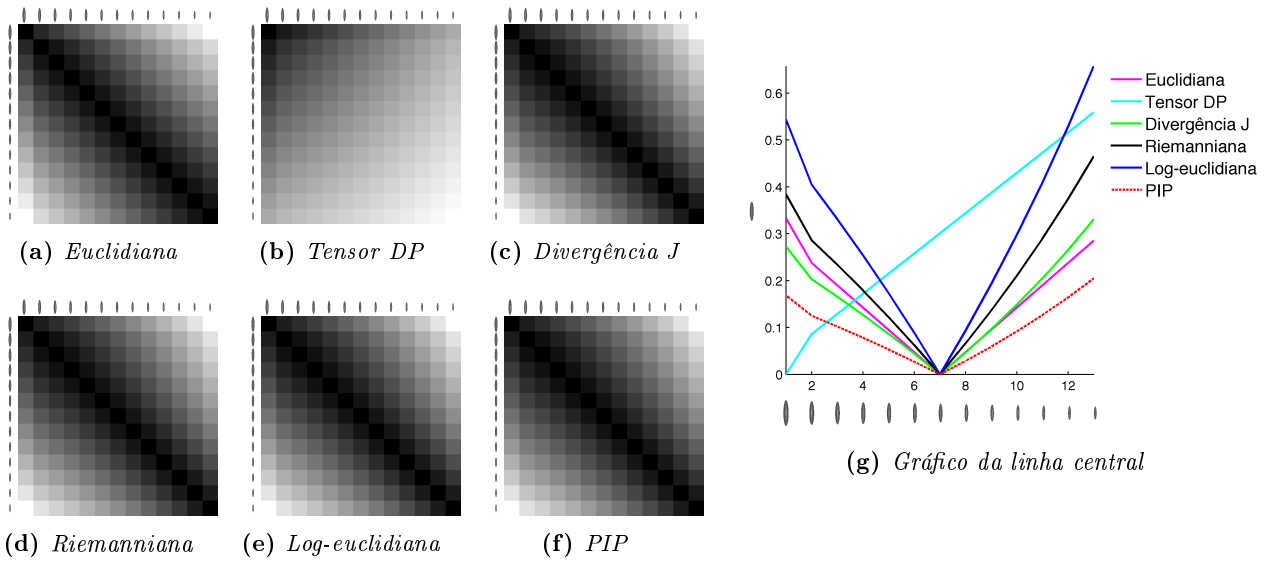 (a) Euclidiana
(b) Tensor DP
(c) Divergência J
(d) Riemanniana
(e) Log-euclidiana
(f) PIP
0.6
0.5
0.4
0.3
0.2
0.1
0
2 4 6 8 10 12
Euclidiana
Tensor DP
Divergência J
Riemanniana
Log-euclidiana
PIP
(g) Gráfico da linha central